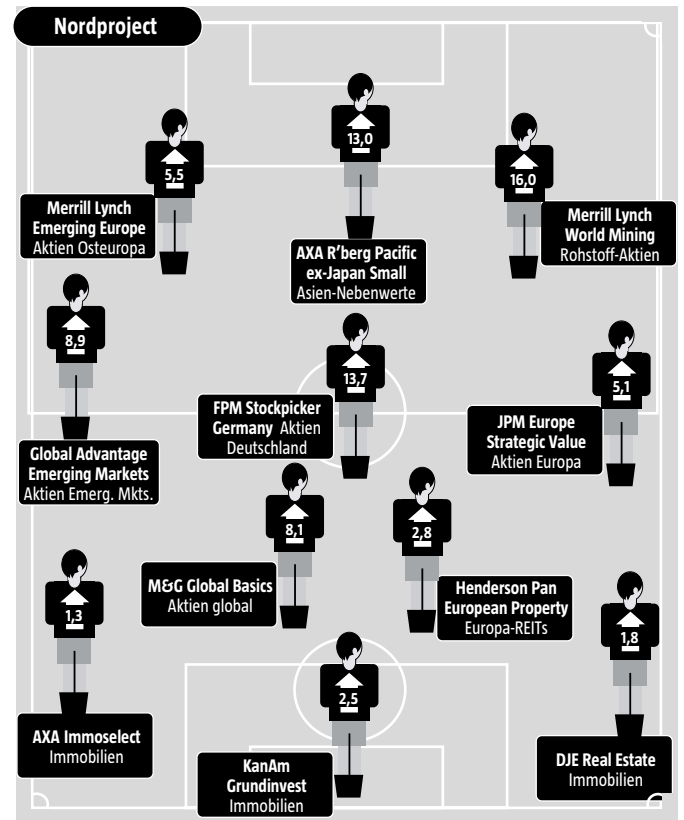 Nordproject
13,0
5,5
16,0
Merrill Lynch
Emerging Europe
Aktien Osteuropa
AXA R'berg Pacific
ex-Japan Small
Asien-Nebenwerte
Merrill Lynch
World Mining
Rohstoff-Aktien
8,9
13,7
5,1
Global Advantage
Emerging Markets
Aktien Emerg. Mkts.
FPM Stockpicker
Germany Aktien
Deutschland
JPM Europe
Strategic Value
Aktien Europa
8,1
2,8
M&G Global Basics
Aktien global
Henderson Pan
European Property
Europa-REITs
1,3
2,5
1,8
AXA Immoselect
Immobilien
KanAm
Grundinvest
Immobilien
DJE Real Estate
Immobilien